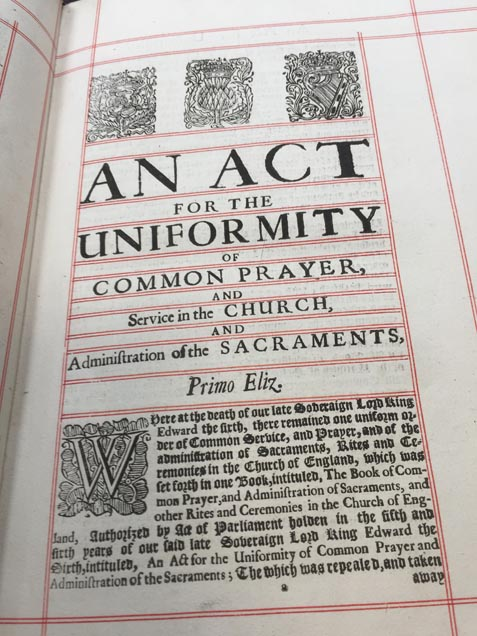 AN ACT
FOR THE
UNIFORMITY
OF
COMMON PRAYER,
AND
Service in the CHURCH,
AND
Adminiſtration of the SACRAMENTS,
Primo Eliz.
WHere at the death of our late Soveraign Lord King
Edward the ſixth, there remained one uniform or-
der of Common Service, and Prayer, and of the
adminiſtration of Sacraments, Rites and Ce-
remonies in the Church of England, which was
ſet forth in one Book, intituled, The Book of Com-
mon Prayer, and Adminiſtration of Sacraments, and
other Rites and Ceremonies in the Church of Eng-
land, Authorized by Act of Parliament holden in the fifth and
ſixth years of our ſaid late Soveraign Lord King Edward the
Sixth, intituled, An Act for the Uniformity of Common Prayer and
Adminiſtration of the Sacraments; The which was repealed, and taken
away